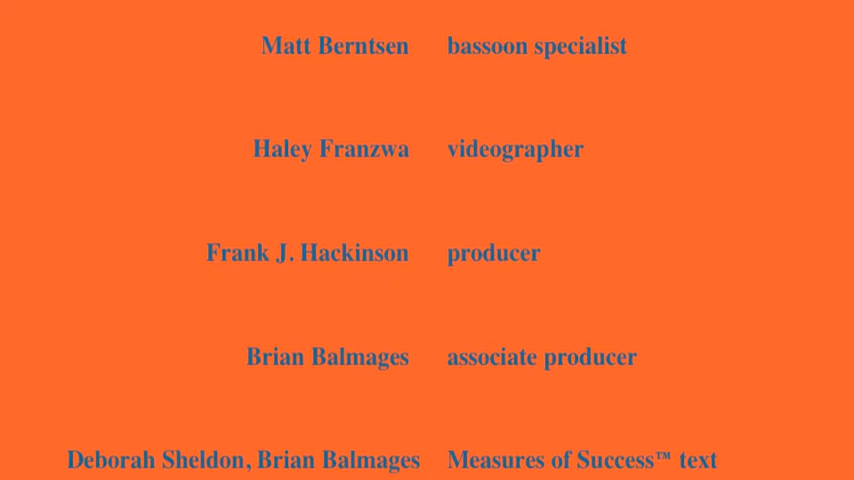 Matt Berntsen bassoon specialist
Haley Franzwa videographer
Frank J. Hackinson producer
Brian Balmages associate producer
Deborah Sheldon, Brian Balmages Measures of Success™ text